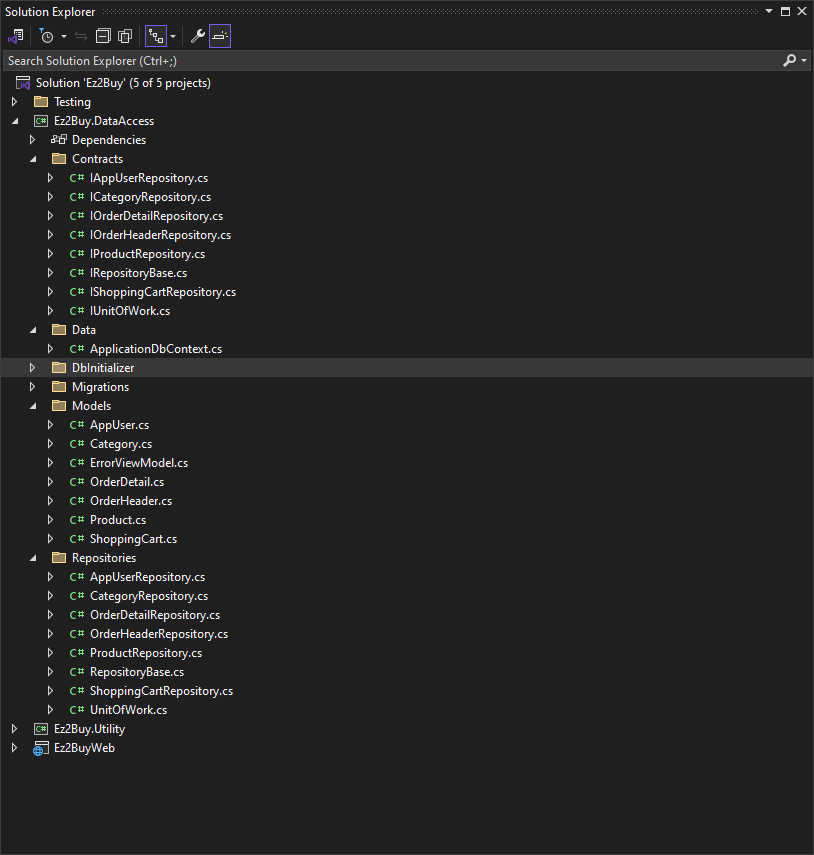 Solution Explorer
Search Solution Explorer (Ctrl+;)
Solution 'Ez2Buy' (5 of 5 projects)
Testing
C# Ez2Buy.DataAccess
Dependencies
Contracts
C# IAppUserRepository.cs
C# ICategoryRepository.cs
C# IOrderDetailRepository.cs
C# IOrderHeaderRepository.cs
C# IProductRepository.cs
C# IRepositoryBase.cs
C# IShoppingCartRepository.cs
C# IUnitOfWork.cs
Data
C# ApplicationDbContext.cs
DbInitializer
Migrations
Models
C# AppUser.cs
C# Category.cs
C# ErrorViewModel.cs
C# OrderDetail.cs
C# OrderHeader.cs
C# Product.cs
C# ShoppingCart.cs
Repositories
C# AppUserRepository.cs
C# CategoryRepository.cs
C# OrderDetailRepository.cs
C# OrderHeaderRepository.cs
C# ProductRepository.cs
C# RepositoryBase.cs
C# ShoppingCartRepository.cs
C# UnitOfWork.cs
C# Ez2Buy.Utility
Ez2BuyWeb